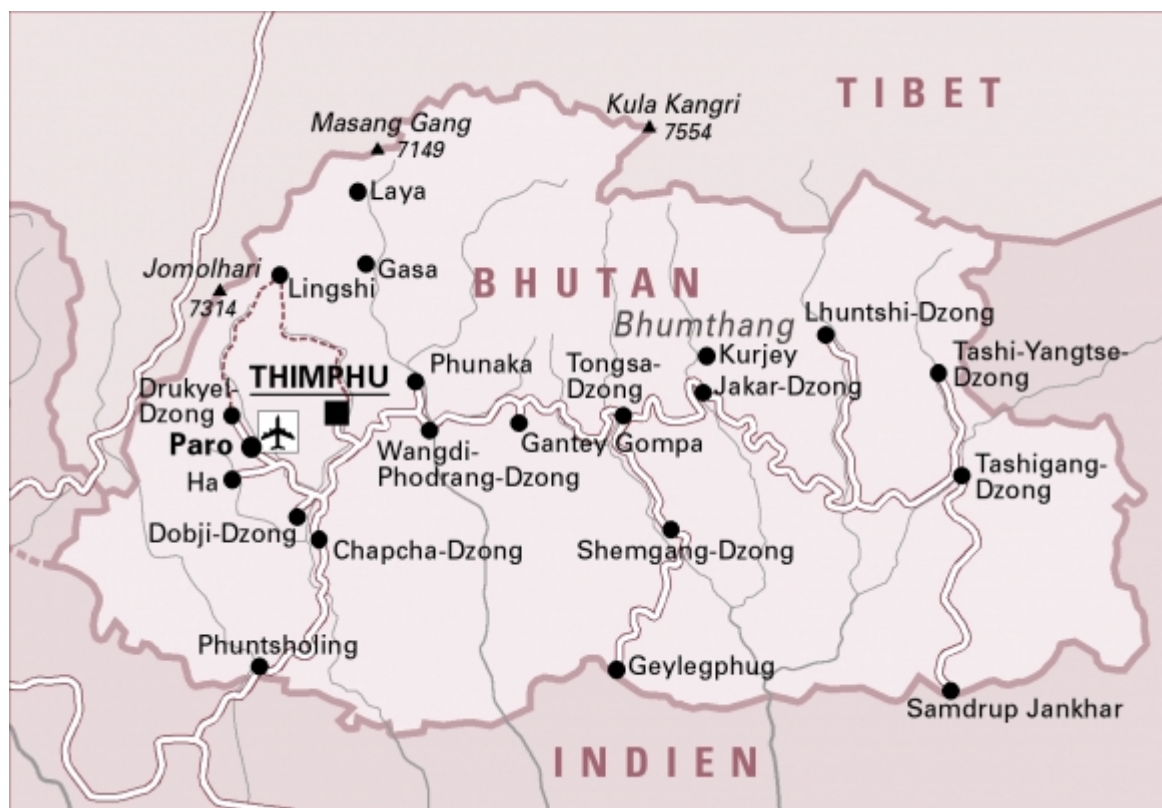 TIBET
Kula Kangri
7554
Masang Gang
7149
Laya
Jomolhari
7314
Lingshi
Gasa
BHUTAN
Bhumthang
Lhuntshi-Dzong
Kurjey
Tashi-Yangtse-
Dzong
THIMPHU
Phunaka
Tongsa-
Dzong
Jakar-Dzong
Drukyel-
Dzong
Paro
Wangdi-
Phodrang-Dzong
Gantey Gompa
Ha
Tashigang-
Dzong
Dobji-Dzong
Chapcha-Dzong
Shemgang-Dzong
Phuntsholing
Geylegphug
Samdrup Jankhar
INDIEN